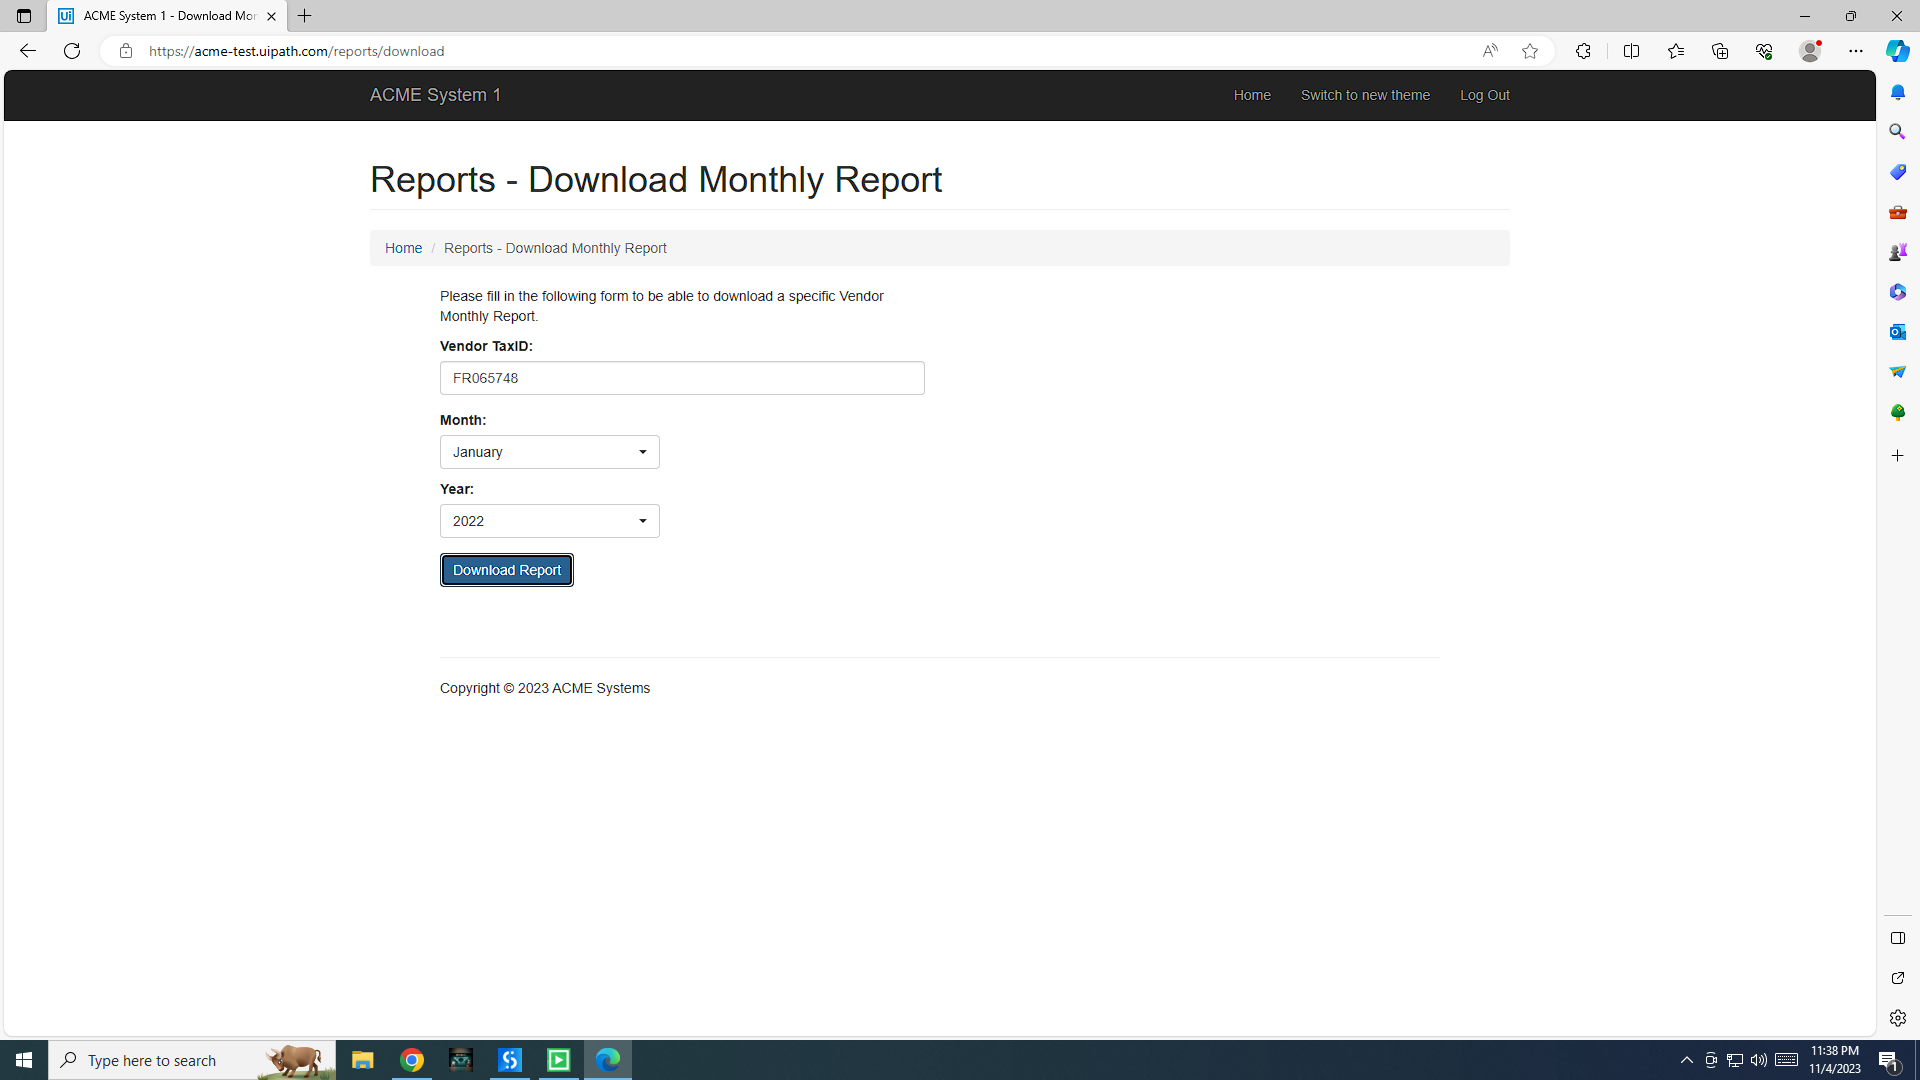 ACME System 1 - Download Mon
https://acme-test.uipath.com/reports/download
ACME System 1
Home
Switch to new theme
Log Out
Reports - Download Monthly Report
Home / Reports - Download Monthly Report
Please fill in the following form to be able to download a specific Vendor
Monthly Report.
Vendor TaxID:
FR065748
Month:
January
Year:
2022
Download Report
Copyright © 2023 ACME Systems
Type here to search
11:38 PM
11/4/2023
1